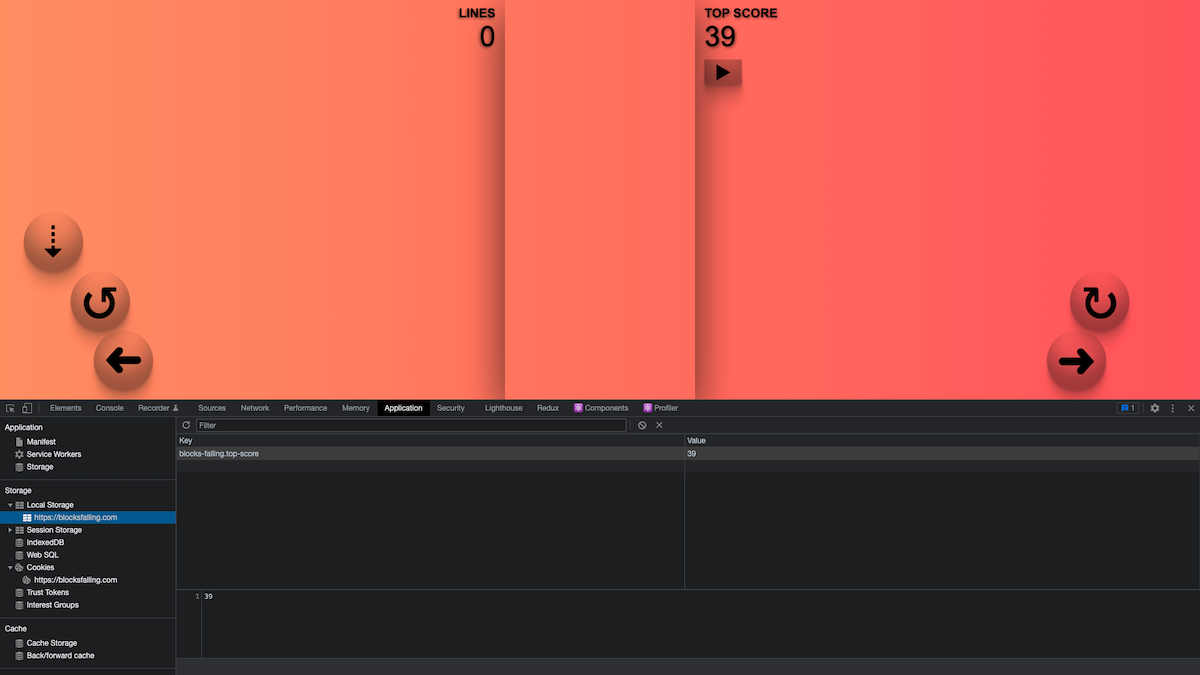 LINES
0
TOP SCORE
39
Elements Console Recorder Sources Network Performance Memory Application Security Lighthouse Redux Components Profiler 1
Application
Manifest
Service Workers
Storage
Storage
Local Storage
https://blocksfalling.com
Session Storage
IndexedDB
Web SQL
Cookies
https://blocksfalling.com
Trust Tokens
Interest Groups
Cache
Cache Storage
Back/forward cache
Filter
Key Value
blocks-falling.top-score 39
1 39